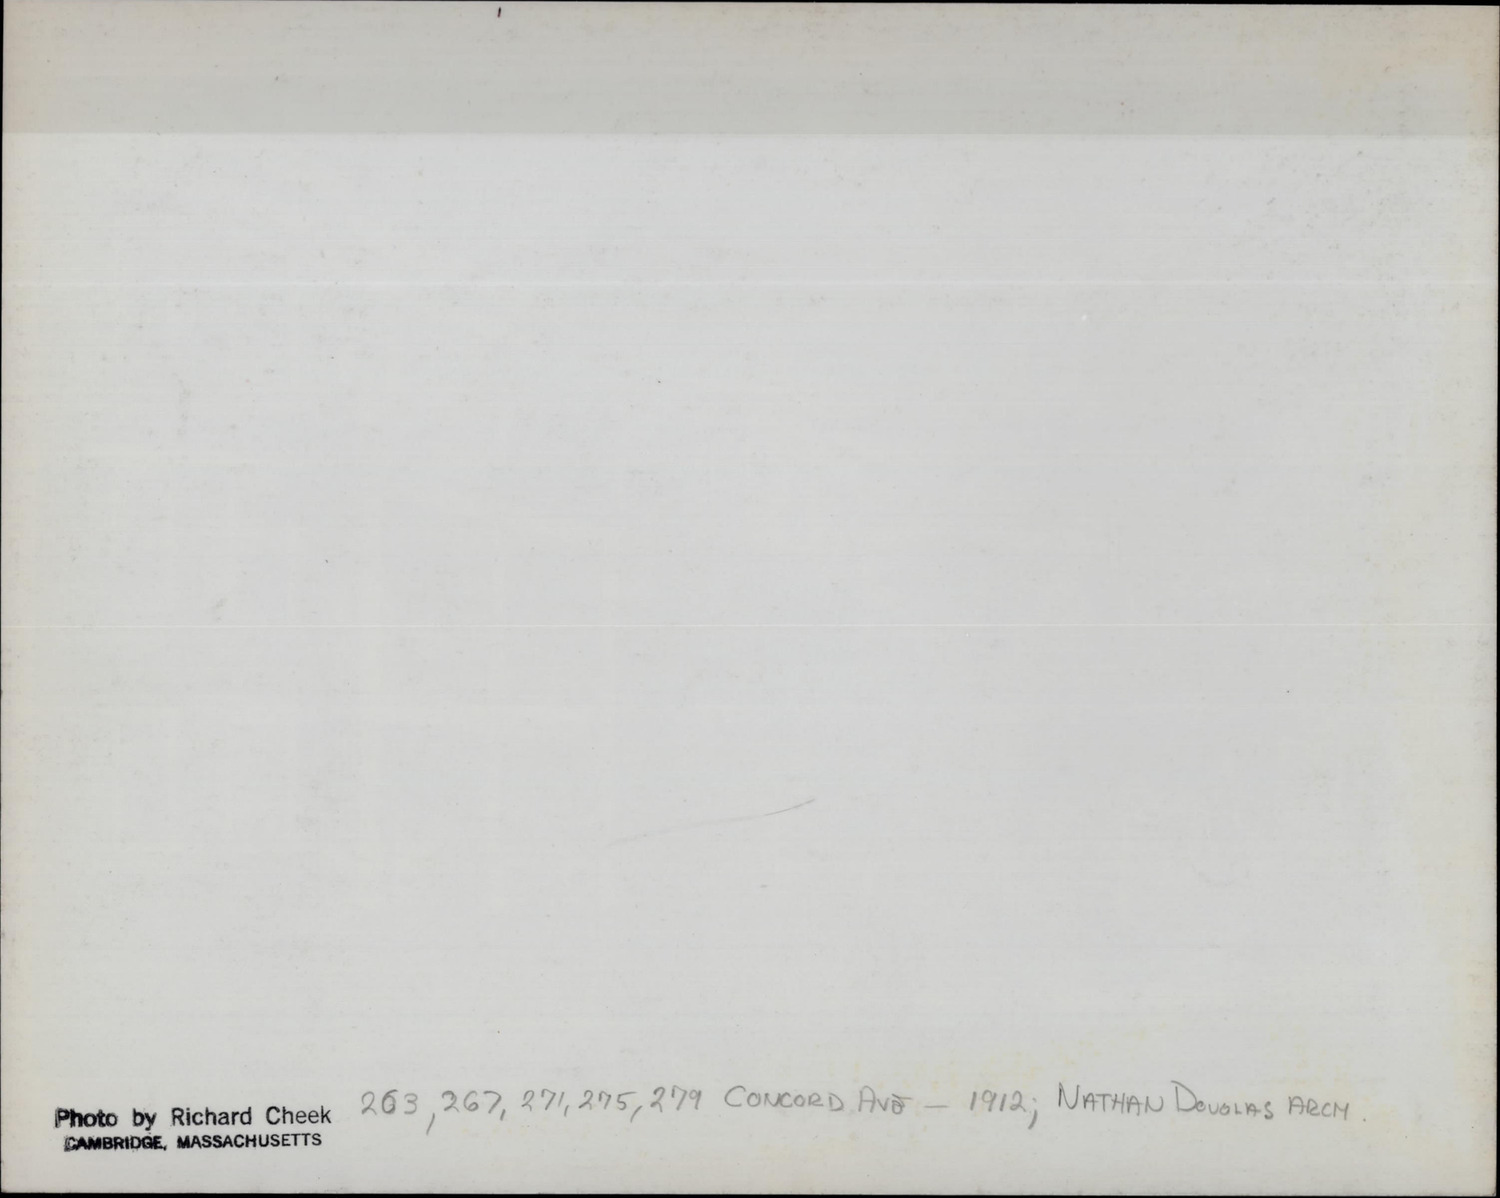 263, 267, 271, 275, 279 CONCORD AVE — 1912; NATHAN DOUGLAS ARCH.
Photo by Richard Cheek
CAMBRIDGE, MASSACHUSETTS